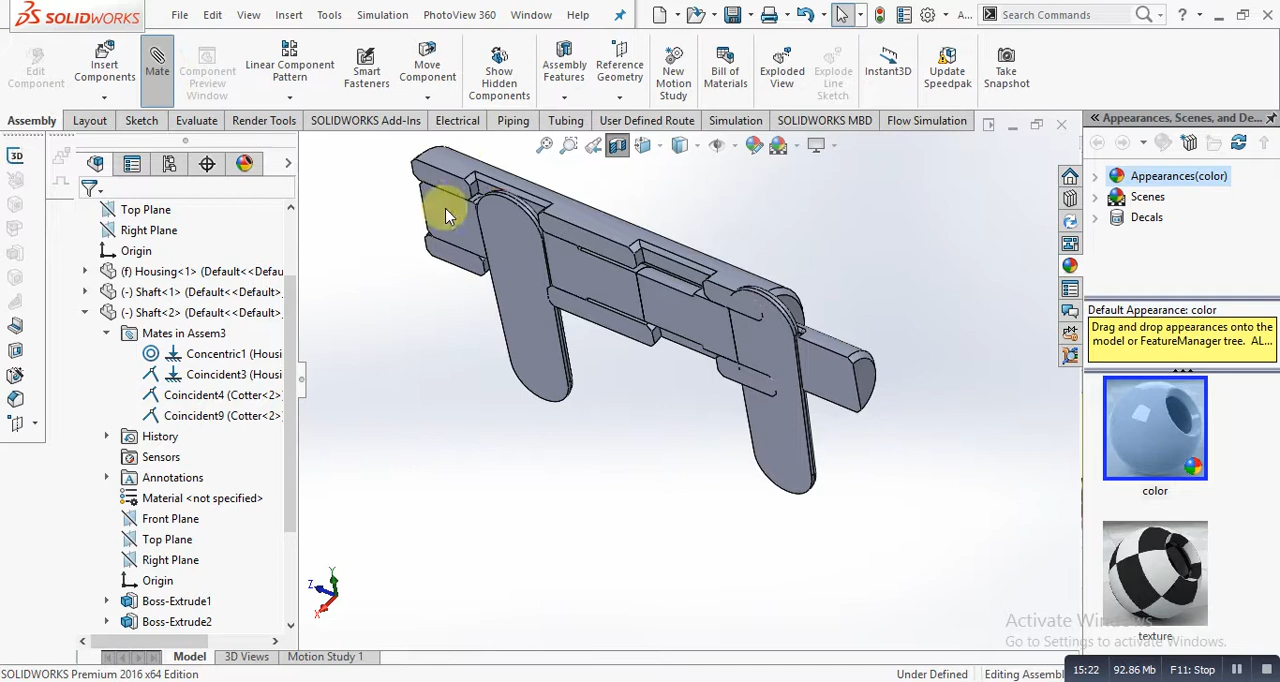 SOLIDWORKS File Edit View Insert Tools Simulation PhotoView 360 Window Help A... Search Commands ?
Edit Component
Insert Components
Mate
Component Preview Window
Linear Component Pattern
Smart Fasteners
Move Component
Show Hidden Components
Assembly Features
Reference Geometry
New Motion Study
Bill of Materials
Exploded View
Explode Line Sketch
Instant3D
Update Speedpak
Take Snapshot
Assembly Layout Sketch Evaluate Render Tools SOLIDWORKS Add-Ins Electrical Piping Tubing User Defined Route Simulation SOLIDWORKS MBD Flow Simulation
Appearances, Scenes, and De...
3D
Top Plane
Right Plane
Origin
(f) Housing<1> (Default<<Defau
(-) Shaft<1> (Default<<Default:
(-) Shaft<2> (Default<<Default:
Mates in Assem3
Concentric1 (Housi
Coincident3 (Housi
Coincident4 (Cotter<2>
Coincident9 (Cotter<2>
History
Sensors
Annotations
Material <not specified>
Front Plane
Top Plane
Right Plane
Origin
Boss-Extrude1
Boss-Extrude2
Y
Z
X
Appearances(color)
Scenes
Decals
Default Appearance: color
Drag and drop appearances onto the
model or FeatureManager tree. AL...
color
texture
Activate Windows
Go to Settings to activate Windows.
Model 3D Views Motion Study 1
SOLIDWORKS Premium 2016 x64 Edition Under Defined Editing Assembl
15:22 92.86 Mb F11: Stop